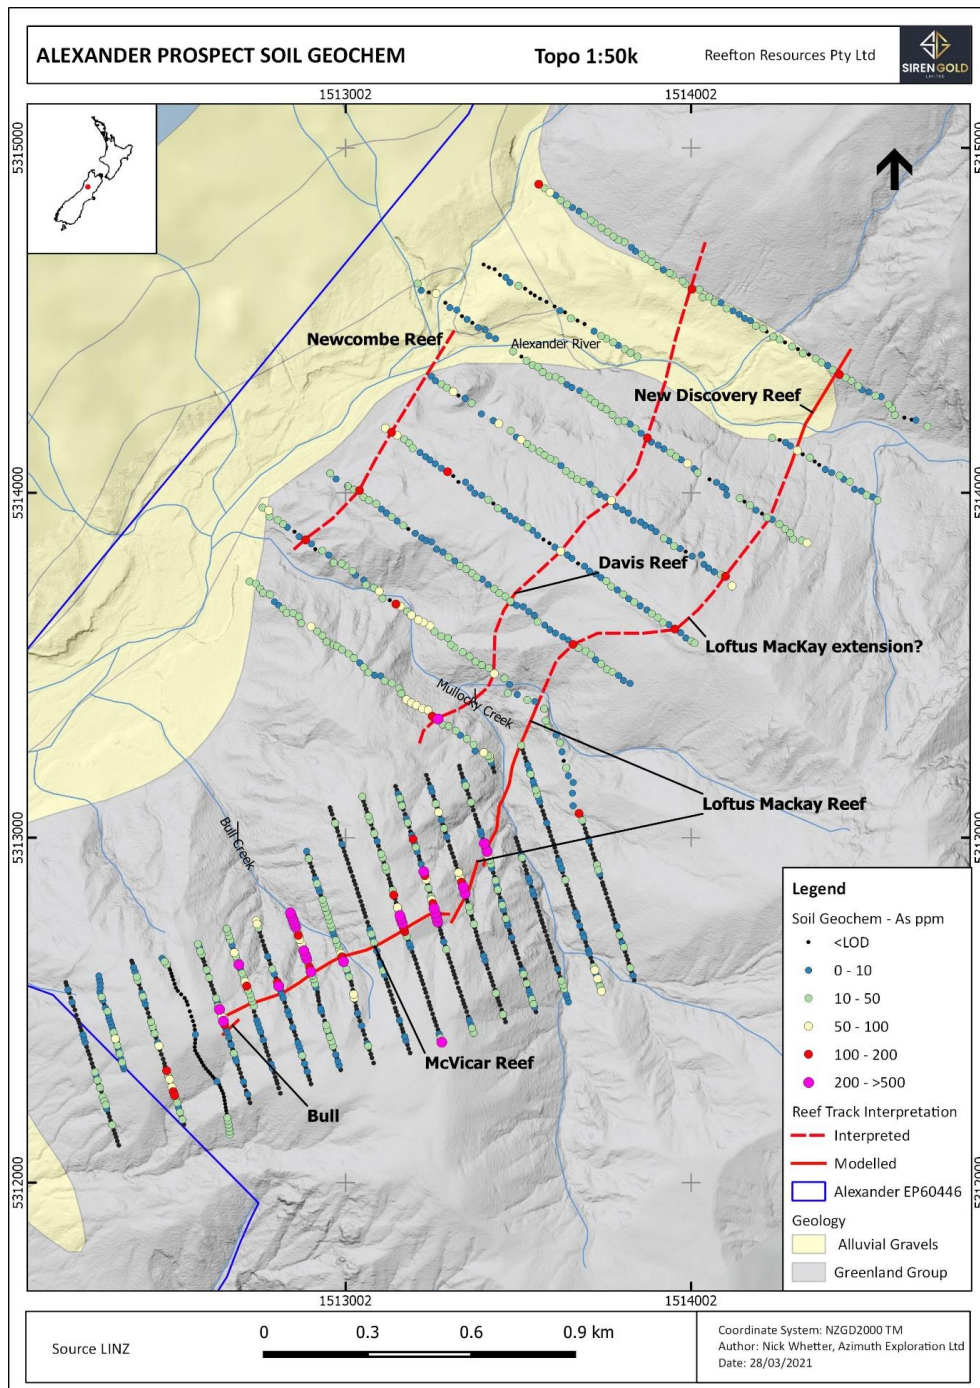 ALEXANDER PROSPECT SOIL GEOCHEM
Topo 1:50k
Reefton Resources Pty Ltd
SIREN GOLD
LIMITED
1513002
1514002
5315000
5315000
Newcombe Reef
Alexander River
New Discovery Reef
5314000
5314000
Davis Reef
Loftus MacKay extension?
Mullocky Creek
Loftus Mackay Reef
Bull Creek
5313000
5313000
McVicar Reef
Bull
5312000
5312000
Legend
Soil Geochem - As ppm
<LOD
0 - 10
10 - 50
50 - 100
100 - 200
200 - >500
Reef Track Interpretation
Interpreted
Modelled
Alexander EP60446
Geology
Alluvial Gravels
Greenland Group
1513002
1514002
Source LINZ
0 0.3 0.6 0.9 km
Coordinate System: NZGD2000 TM
Author: Nick Whetter, Azimuth Exploration Ltd
Date: 28/03/2021